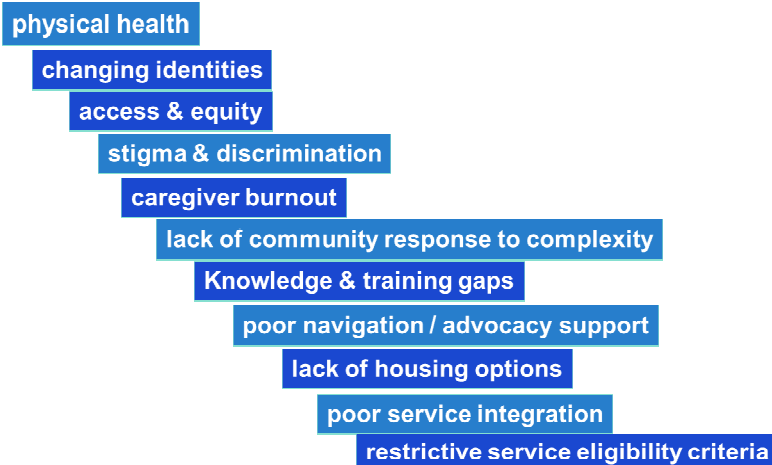 physical health
changing identities
access & equity
stigma & discrimination
caregiver burnout
lack of community response to complexity
Knowledge & training gaps
poor navigation / advocacy support
lack of housing options
poor service integration
restrictive service eligibility criteria